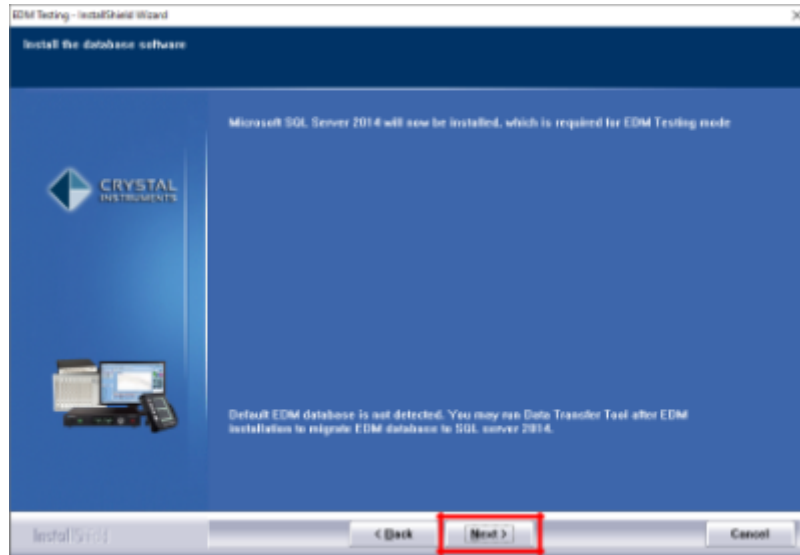 EDM Testing - InstallShield Wizard
Install the database software
Microsoft SQL Server 2014 will now be installed, which is required for EDM Testing mode
CRYSTAL
INSTRUMENTS
Default EDM database is not detected. You may run Data Transfer Tool after EDM
installation to migrate EDM database to SQL server 2014.
InstallShield
< Back
Next >
Cancel